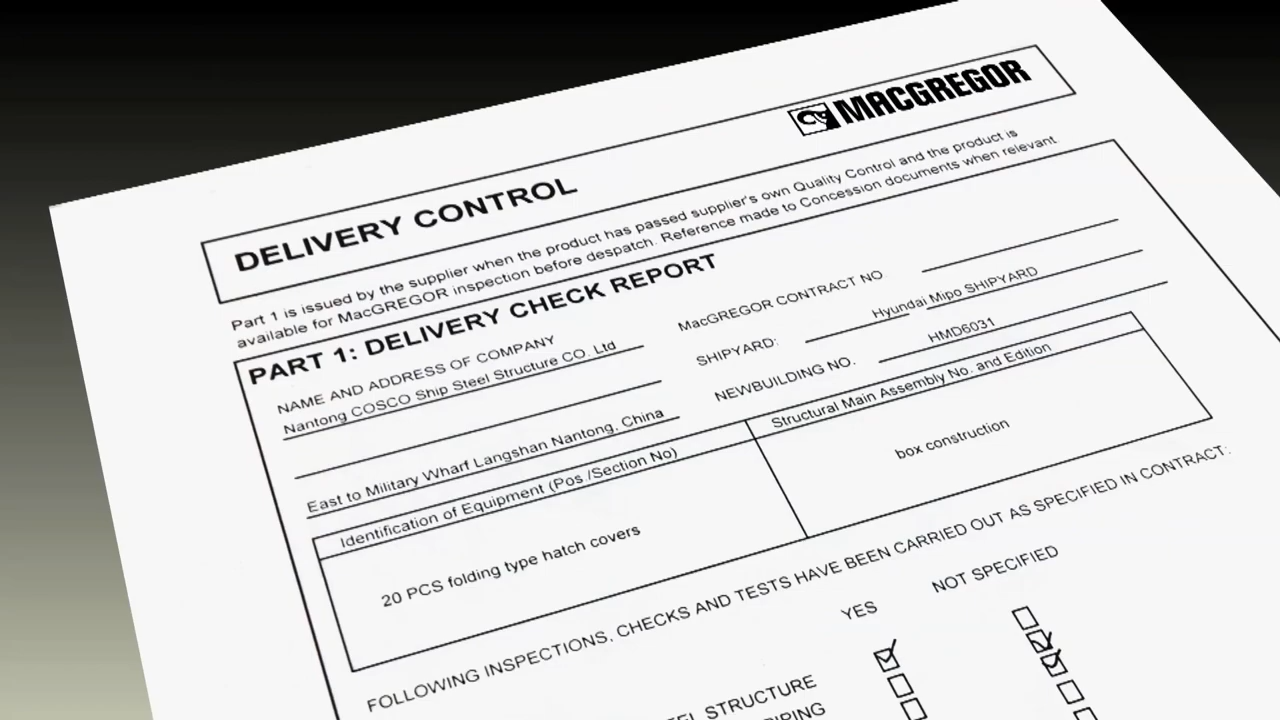 MACGREGOR
DELIVERY CONTROL
Part 1 is issued by the supplier when the product has passed supplier's own Quality Control and the product is
available for MacGREGOR inspection before despatch. Reference made to Concession documents when relevant.
PART 1: DELIVERY CHECK REPORT
NAME AND ADDRESS OF COMPANY
Nantong COSCO Ship Steel Structure CO. Ltd
East to Military Wharf Langshan Nantong, China
MacGREGOR CONTRACT NO
SHIPYARD: Hyundai Mipo SHIPYARD
NEWBUILDING NO. HMD6031
Identification of Equipment (Pos./Section No)
Structural Main Assembly No. and Edition
20 PCS folding type hatch covers
box construction
FOLLOWING INSPECTIONS, CHECKS AND TESTS HAVE BEEN CARRIED OUT AS SPECIFIED IN CONTRACT:
YES
NOT SPECIFIED
STRUCTURE